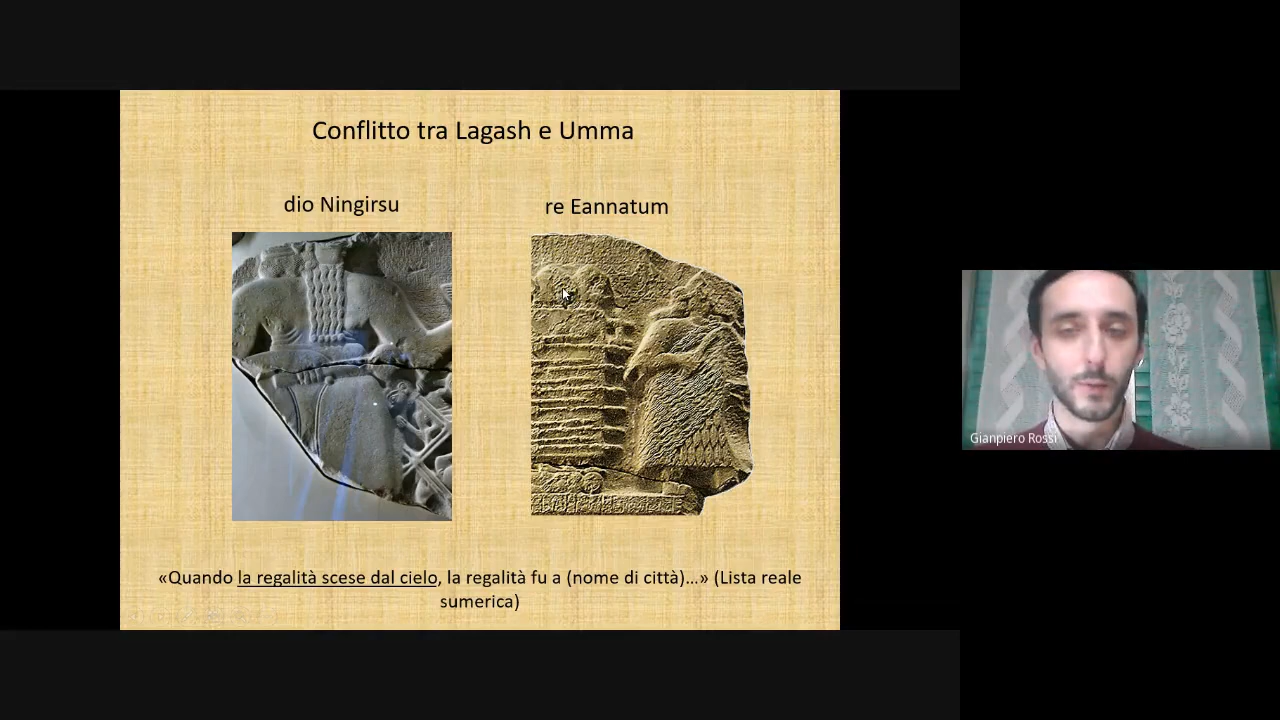 Conflitto tra Lagash e Umma
dio Ningirsu
re Eannatum
«Quando la regalità scese dal cielo, la regalità fu a (nome di città)...» (Lista reale
sumerica)
Gianpiero Rossi